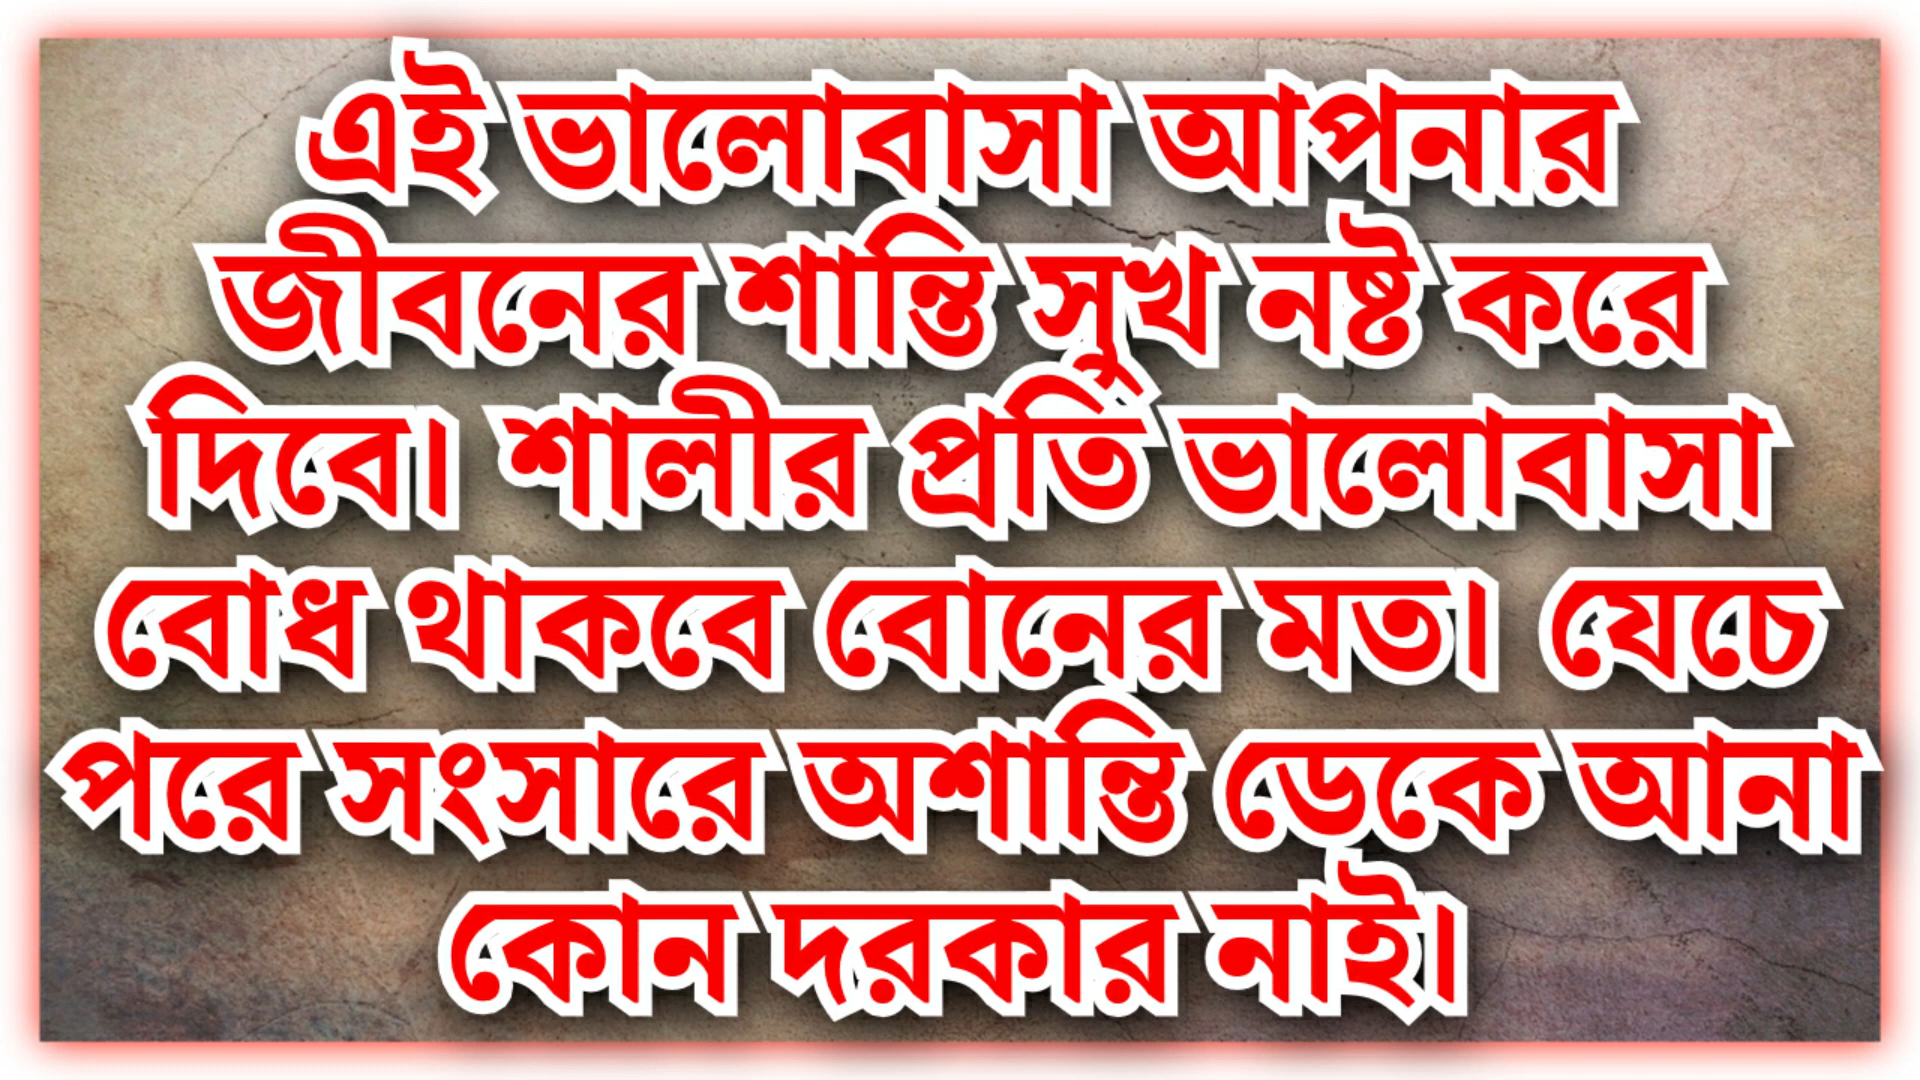 এই ভালোবাসা আপনার
জীবনের শান্তি সুখ নষ্ট করে
দিবে। শালীর প্রতি ভালোবাসা
বোধ থাকবে বোনের মত। যেচে
পরে সংসারে অশান্তি ডেকে আনা
কোন দরকার নাই।